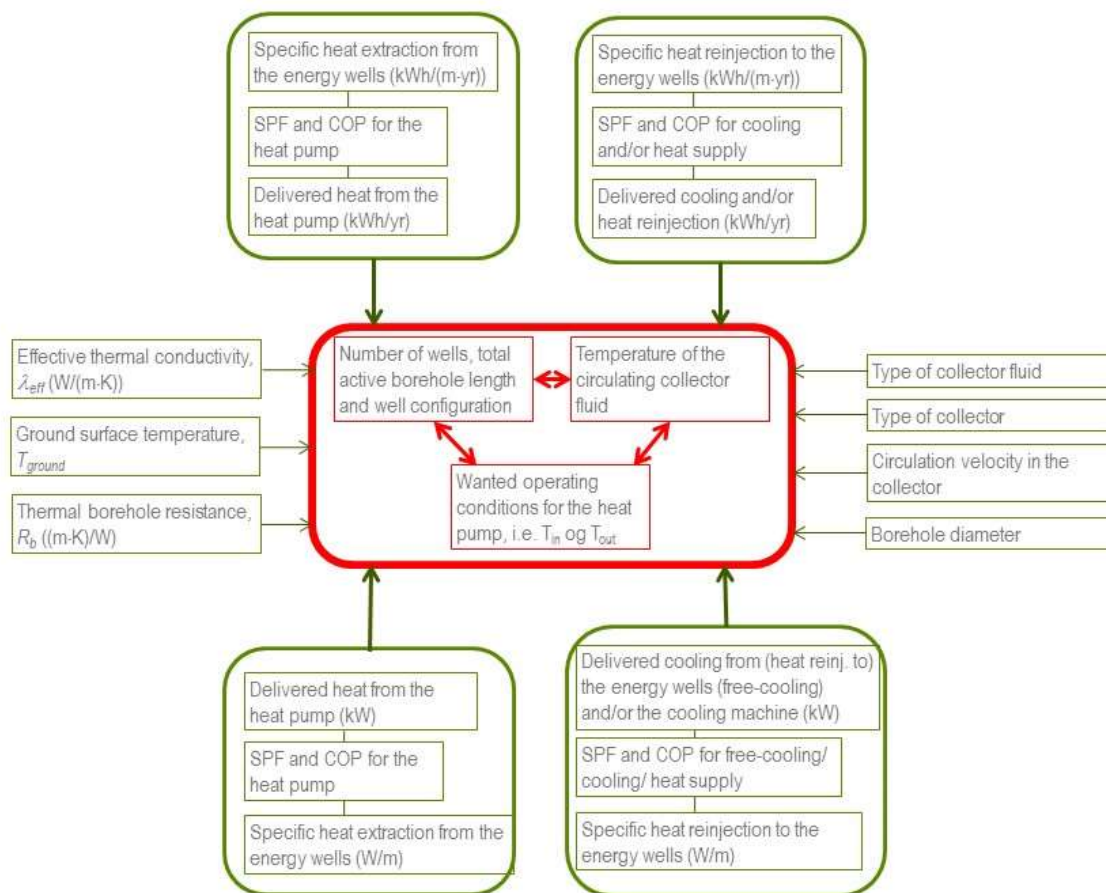 Specific heat extraction from
the energy wells (kWh/(m·yr))
SPF and COP for the
heat pump
Delivered heat from the
heat pump (kWh/yr)
Specific heat reinjection to the
energy wells (kWh/(m·yr))
SPF and COP for cooling
and/or heat supply
Delivered cooling and/or
heat reinjection (kWh/yr)
Effective thermal conductivity,
λeff (W/(m·K))
Ground surface temperature,
Tground
Thermal borehole resistance,
Rb ((m·K)/W)
Number of wells, total
active borehole length
and well configuration
Temperature of the
circulating collector
fluid
Wanted operating
conditions for the heat
pump, i.e. Tin og Tout
Type of collector fluid
Type of collector
Circulation velocity in the
collector
Borehole diameter
Delivered heat from the
heat pump (kW)
SPF and COP for the
heat pump
Specific heat extraction from the
energy wells (W/m)
Delivered cooling from (heat reinj. to)
the energy wells (free-cooling)
and/or the cooling machine (kW)
SPF and COP for free-cooling/
cooling/ heat supply
Specific heat reinjection to the
energy wells (W/m)